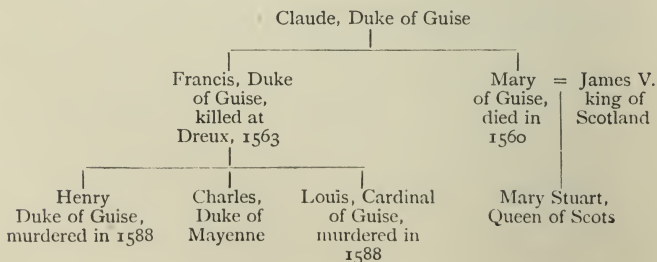 Claude, Duke of Guise
Francis, Duke
of Guise,
killed at
Dreux, 1563
Mary
of Guise,
died in
1560
= James V.
king of
Scotland
Henry
Duke of Guise,
murdered in 1588
Charles,
Duke of
Mayenne
Louis, Cardinal
of Guise,
murdered in
1588
Mary Stuart,
Queen of Scots